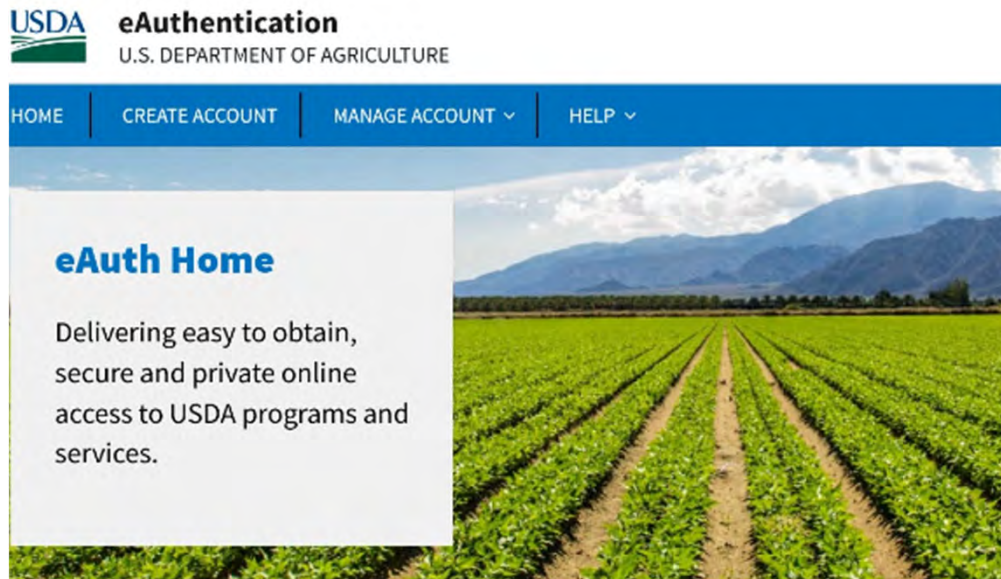 USDA
eAuthentication
U.S. DEPARTMENT OF AGRICULTURE
HOME
CREATE ACCOUNT
MANAGE ACCOUNT
HELP
eAuth Home
Delivering easy to obtain,
secure and private online
access to USDA programs and
services.